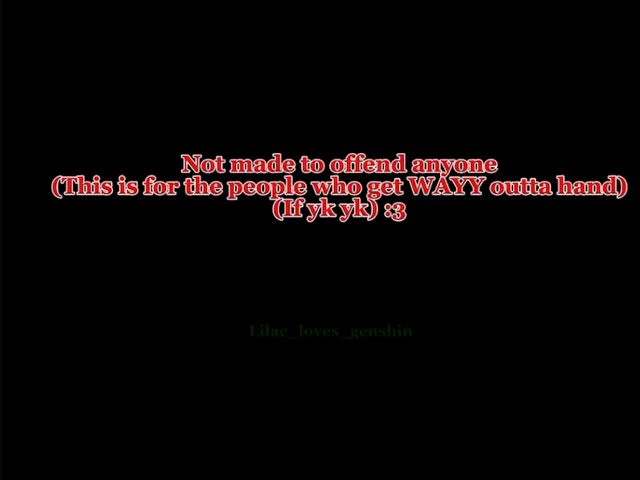 Not made to offend anyone
(This is for the people who get WAYY outta hand)
(If yk yk) :3
Lilac_loves_genshin